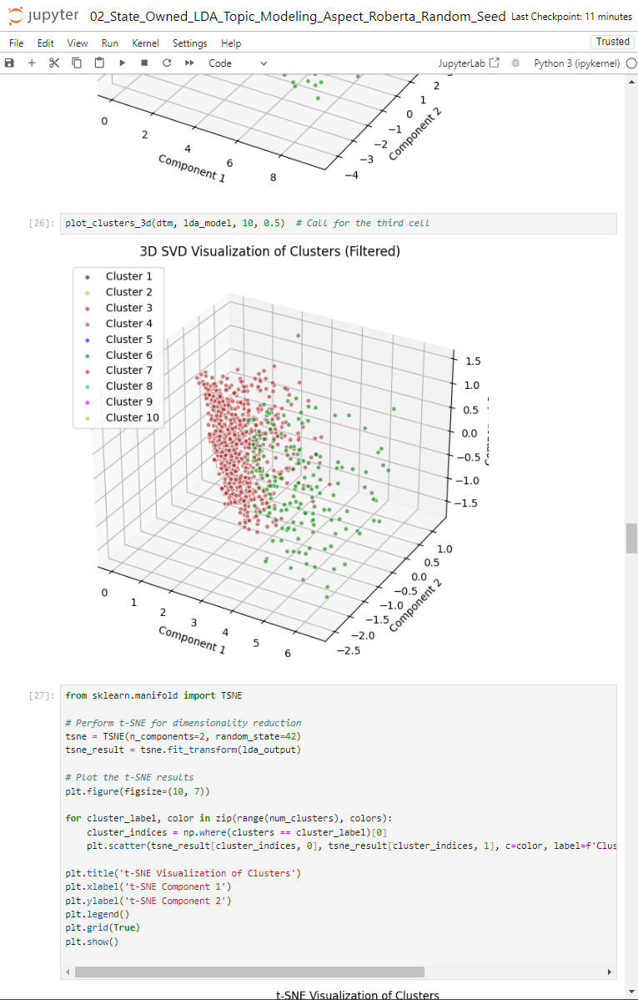 jupyter 02_State_Owned_LDA_Topic_Modeling_Aspect_Roberta_Random_Seed Last Checkpoint: 11 minutes
File Edit View Run Kernel Settings Help
Trusted
Code
JupyterLab
Python 3 (ipykernel)
0
2
4
6
8
Component 1
2
1
0
−1
−2
−3
−4
Component 2
[26]: plot_clusters_3d(dtm, lda_model, 10, 0.5)  # Call for the third cell
3D SVD Visualization of Clusters (Filtered)
Cluster 1
Cluster 2
Cluster 3
Cluster 4
Cluster 5
Cluster 6
Cluster 7
Cluster 8
Cluster 9
Cluster 10
1.5
1.0
0.5
0.0
−0.5
−1.0
−1.5
1.0
0.5
0.0
−0.5
−1.0
−1.5
−2.0
−2.5
Component 2
0
1
2
3
4
5
6
Component 1
[27]: from sklearn.manifold import TSNE
# Perform t-SNE for dimensionality reduction
tsne = TSNE(n_components=2, random_state=42)
tsne_result = tsne.fit_transform(lda_output)
# Plot the t-SNE results
plt.figure(figsize=(10, 7))
for cluster_label, color in zip(range(num_clusters), colors):
    cluster_indices = np.where(clusters == cluster_label)[0]
    plt.scatter(tsne_result[cluster_indices, 0], tsne_result[cluster_indices, 1], c=color, label=f'Clus
plt.title('t-SNE Visualization of Clusters')
plt.xlabel('t-SNE Component 1')
plt.ylabel('t-SNE Component 2')
plt.legend()
plt.grid(True)
plt.show()
t-SNE Visualization of Clusters